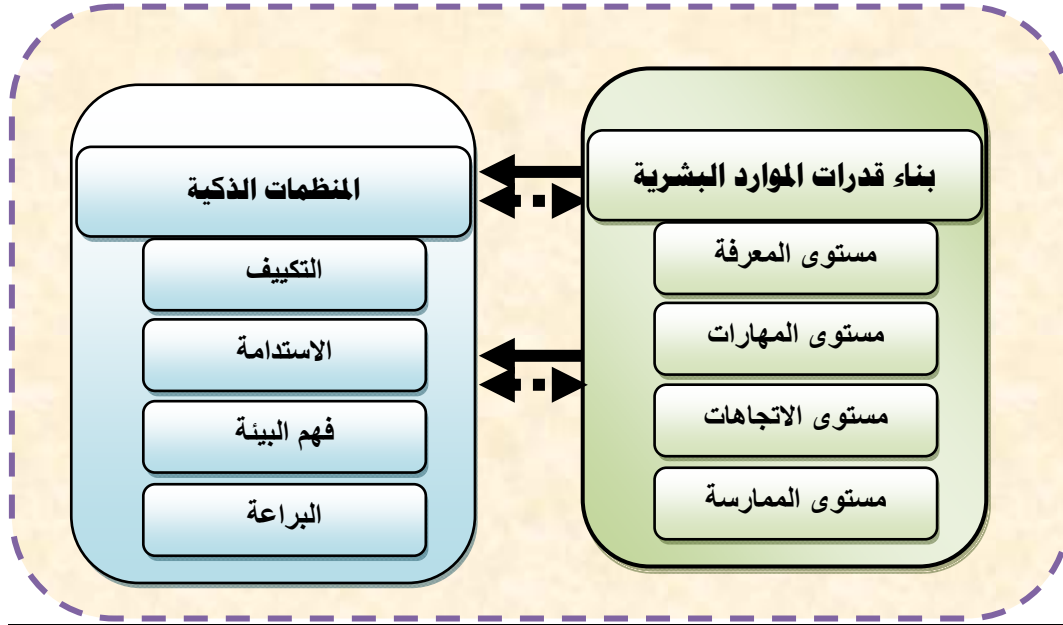 بناء قدرات الموارد البشرية
مستوى المعرفة
مستوى المهارات
مستوى الاتجاهات
مستوى الممارسة
المنظمات الذكية
التكييف
الاستدامة
فهم البيئة
البراعة